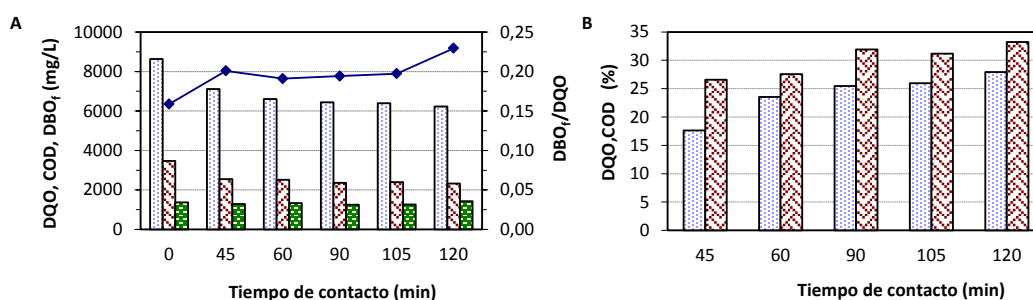 A
DQO, COD, DBOf (mg/L)
10000
8000
6000
4000
2000
0
0,25
0,20
0,15
0,10
0,05
0,00
DBOf/DQO
0 45 60 90 105 120
Tiempo de contacto (min)
B
DQO,COD (%)
35
30
25
20
15
10
5
0
45 60 90 105 120
Tiempo de contacto (min)